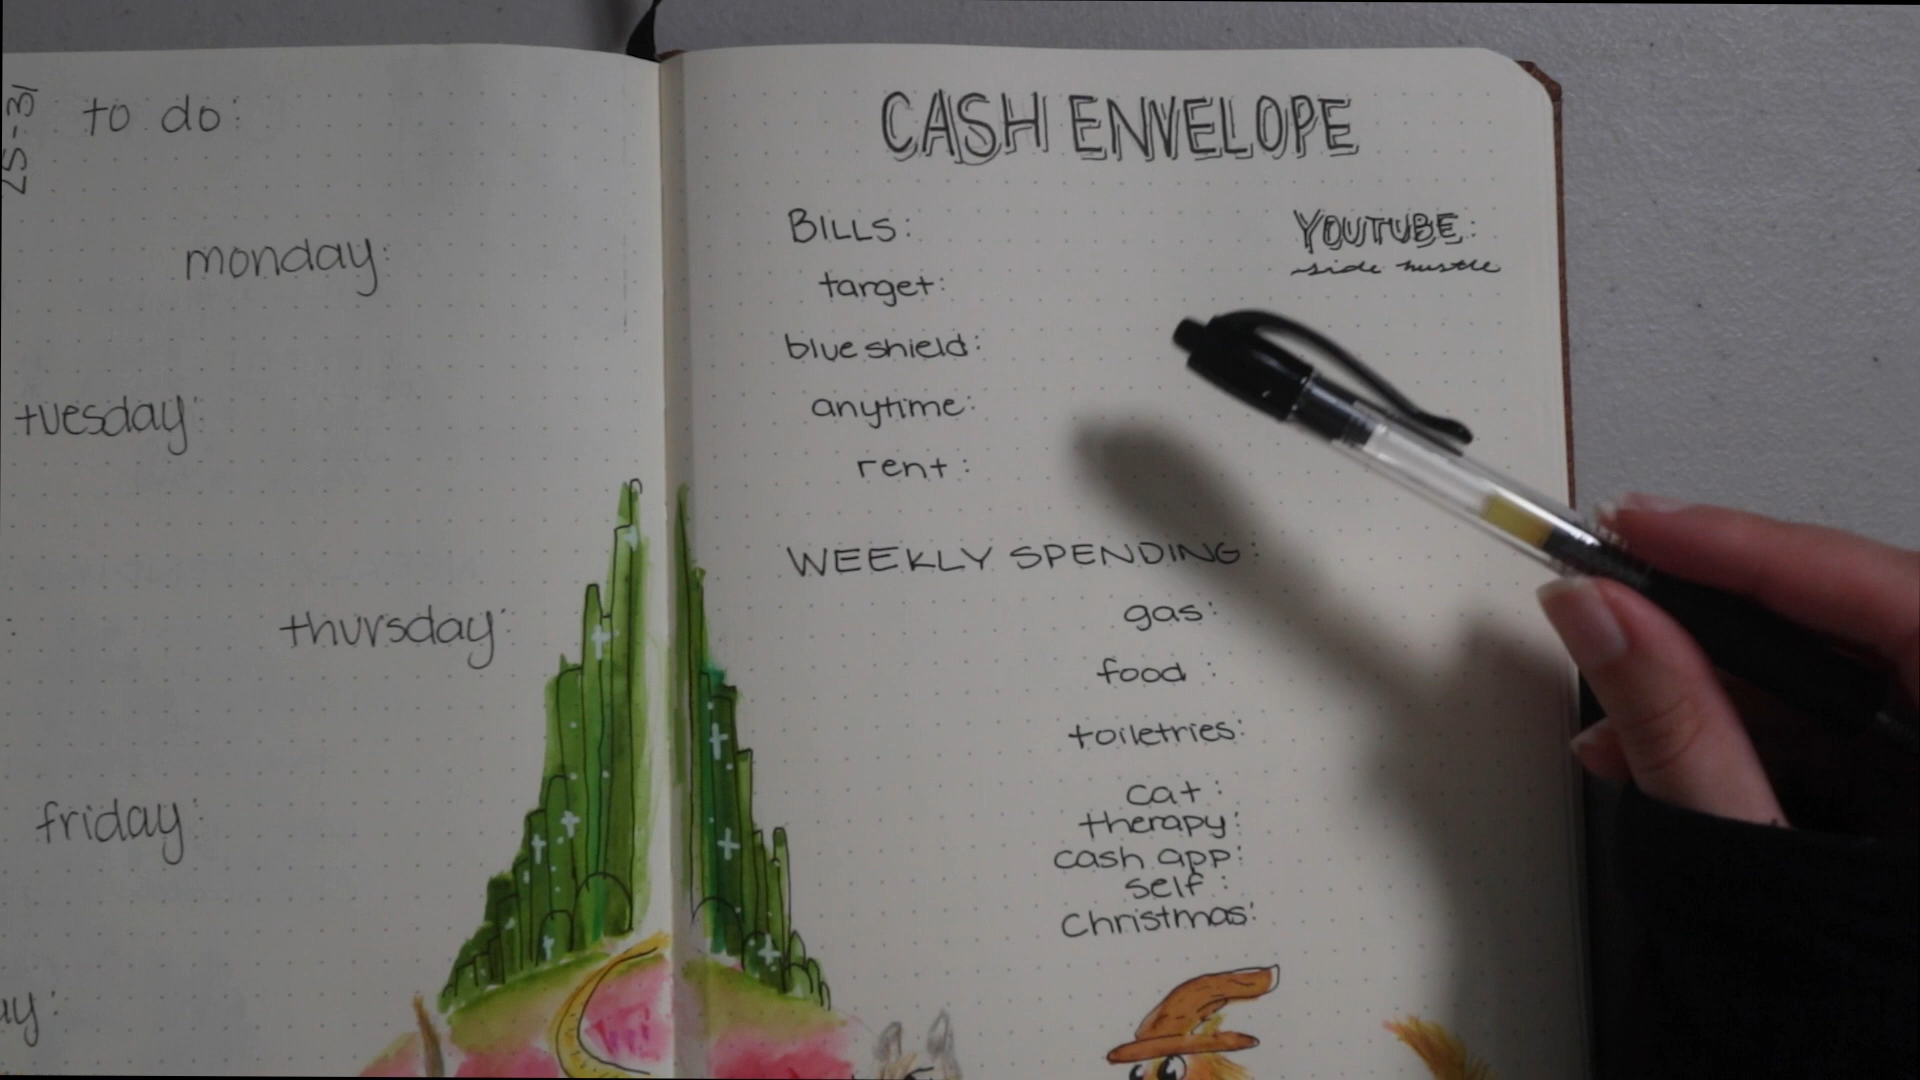 25-31
to do:
monday:
tuesday:
thursday:
friday:
CASH ENVELOPE
BILLS:
target:
blue shield:
anytime:
rent:
YOUTUBE:
side hustle
WEEKLY SPENDING:
gas:
food :
toiletries:
cat :
therapy:
cash app:
self :
Christmas: